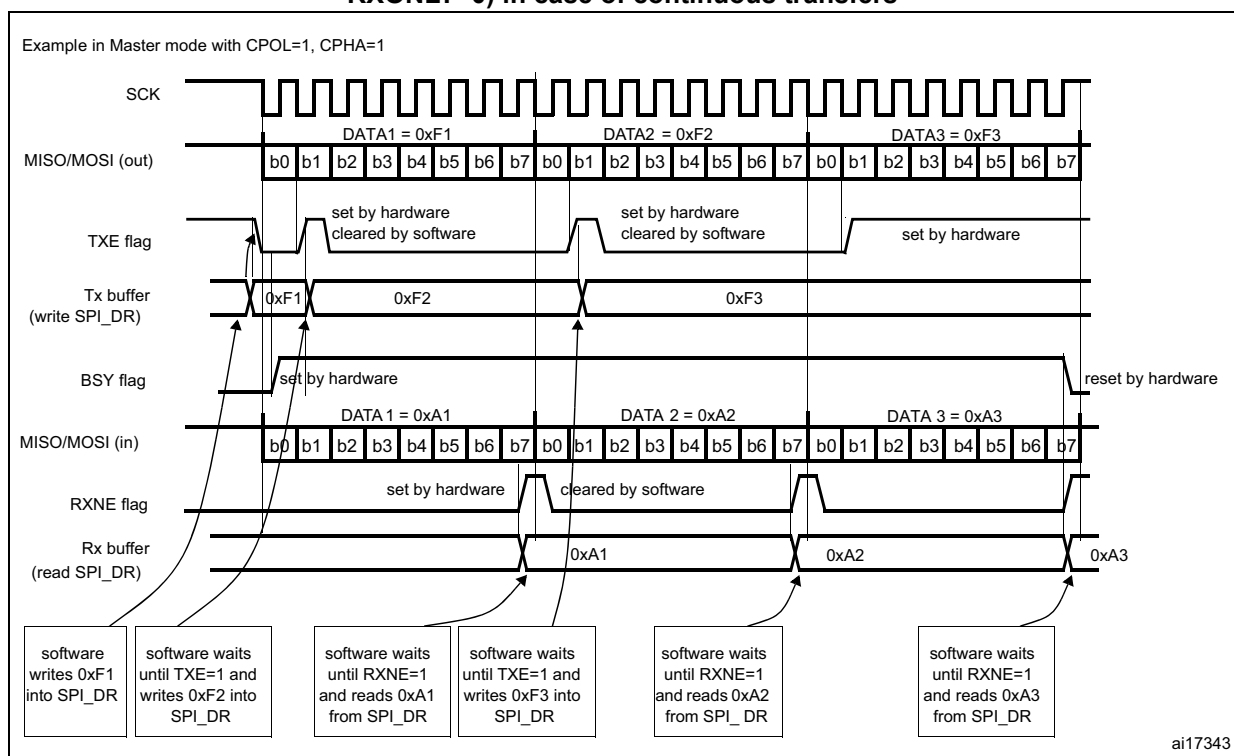 RXONLY=0) in case of continuous transfers
Example in Master mode with CPOL=1, CPHA=1
SCK
DATA1 = 0xF1 DATA2 = 0xF2 DATA3 = 0xF3
MISO/MOSI (out)
b0 b1 b2 b3 b4 b5 b6 b7 b0 b1 b2 b3 b4 b5 b6 b7 b0 b1 b2 b3 b4 b5 b6 b7
TXE flag
set by hardware
cleared by software
set by hardware
cleared by software
set by hardware
Tx buffer
(write SPI_DR)
0xF1 0xF2 0xF3
BSY flag
set by hardware
reset by hardware
DATA 1 = 0xA1 DATA 2 = 0xA2 DATA 3 = 0xA3
MISO/MOSI (in)
b0 b1 b2 b3 b4 b5 b6 b7 b0 b1 b2 b3 b4 b5 b6 b7 b0 b1 b2 b3 b4 b5 b6 b7
RXNE flag
set by hardware
cleared by software
Rx buffer
(read SPI_DR)
0xA1 0xA2 0xA3
software
writes 0xF1
into SPI_DR
software waits
until TXE=1 and
writes 0xF2 into
SPI_DR
software waits
until RXNE=1
and reads 0xA1
from SPI_DR
software waits
until TXE=1 and
writes 0xF3 into
SPI_DR
software waits
until RXNE=1
and reads 0xA2
from SPI_ DR
software waits
until RXNE=1
and reads 0xA3
from SPI_DR
ai17343